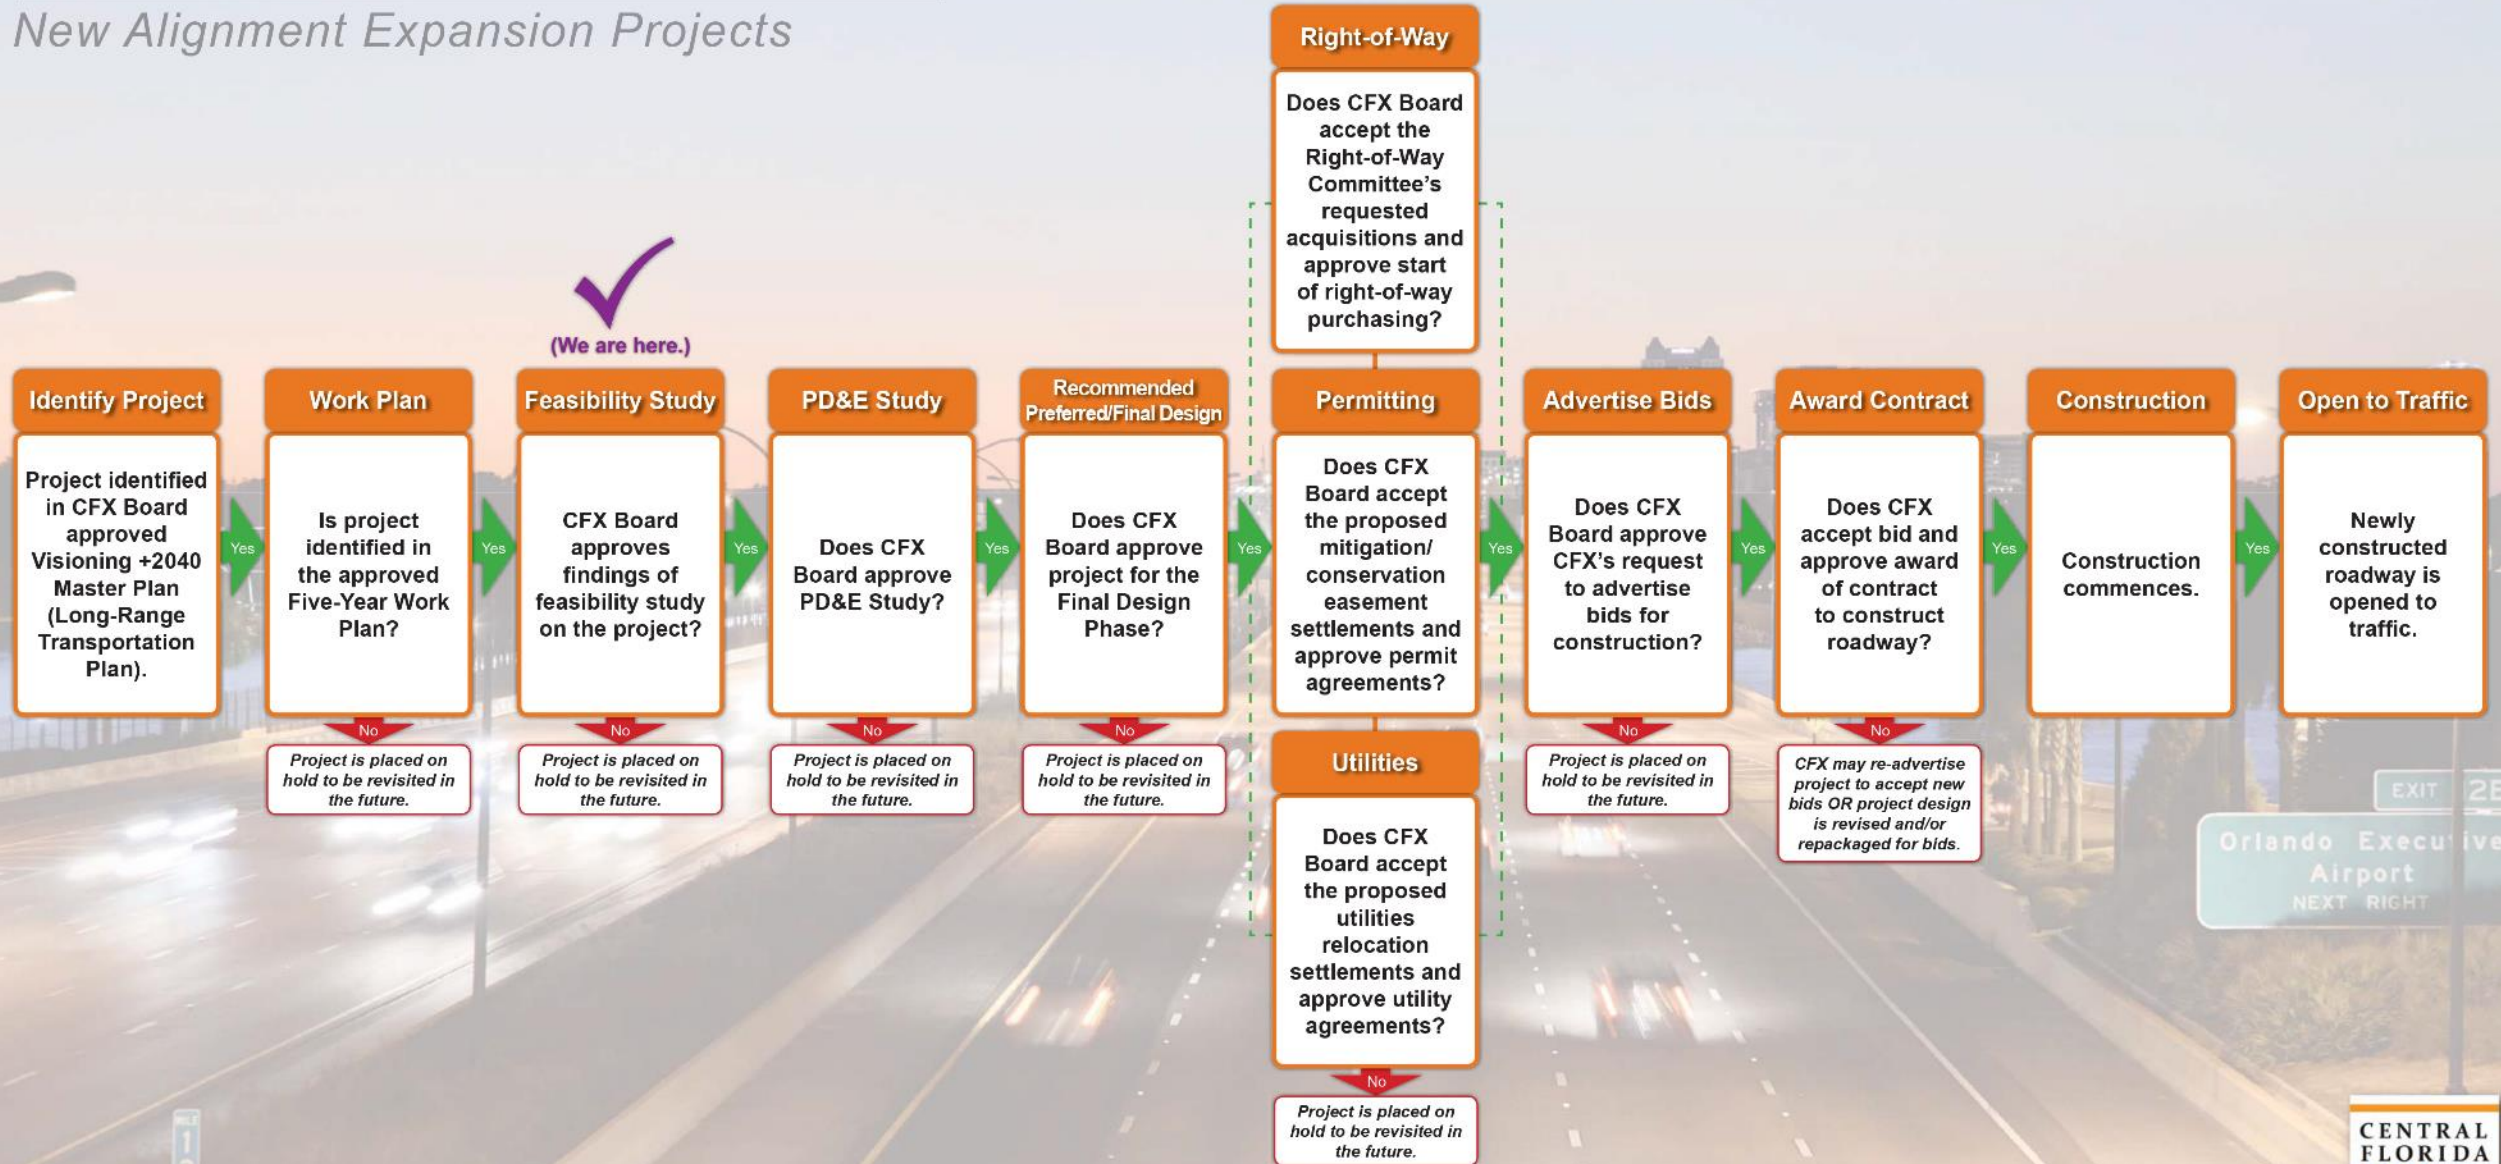 New Alignment Expansion Projects
Right-of-Way
Does CFX Board
accept the
Right-of-Way
Committee's
requested
acquisitions and
approve start
of right-of-way
purchasing?
(We are here.)
Identify Project
Project identified
in CFX Board
approved
Visioning +2040
Master Plan
(Long-Range
Transportation
Plan).
Yes
Work Plan
Is project
identified in
the approved
Five-Year Work
Plan?
No
Project is placed on
hold to be revisited in
the future.
Yes
Feasibility Study
CFX Board
approves
findings of
feasibility study
on the project?
No
Project is placed on
hold to be revisited in
the future.
Yes
PD&E Study
Does CFX
Board approve
PD&E Study?
No
Project is placed on
hold to be revisited in
the future.
Yes
Recommended
Preferred/Final Design
Does CFX
Board approve
project for the
Final Design
Phase?
No
Project is placed on
hold to be revisited in
the future.
Yes
Permitting
Does CFX
Board accept
the proposed
mitigation/
conservation
easement
settlements and
approve permit
agreements?
Utilities
Does CFX
Board accept
the proposed
utilities
relocation
settlements and
approve utility
agreements?
No
Project is placed on
hold to be revisited in
the future.
Yes
Advertise Bids
Does CFX
Board approve
CFX's request
to advertise
bids for
construction?
No
Project is placed on
hold to be revisited in
the future.
Yes
Award Contract
Does CFX
accept bid and
approve award
of contract
to construct
roadway?
No
CFX may re-advertise
project to accept new
bids OR project design
is revised and/or
repackaged for bids.
Yes
Construction
Construction
commences.
Yes
Open to Traffic
Newly
constructed
roadway is
opened to
traffic.
EXIT
Orlando Executive
Airport
NEXT RIGHT
MILE
1
CENTRAL
FLORIDA